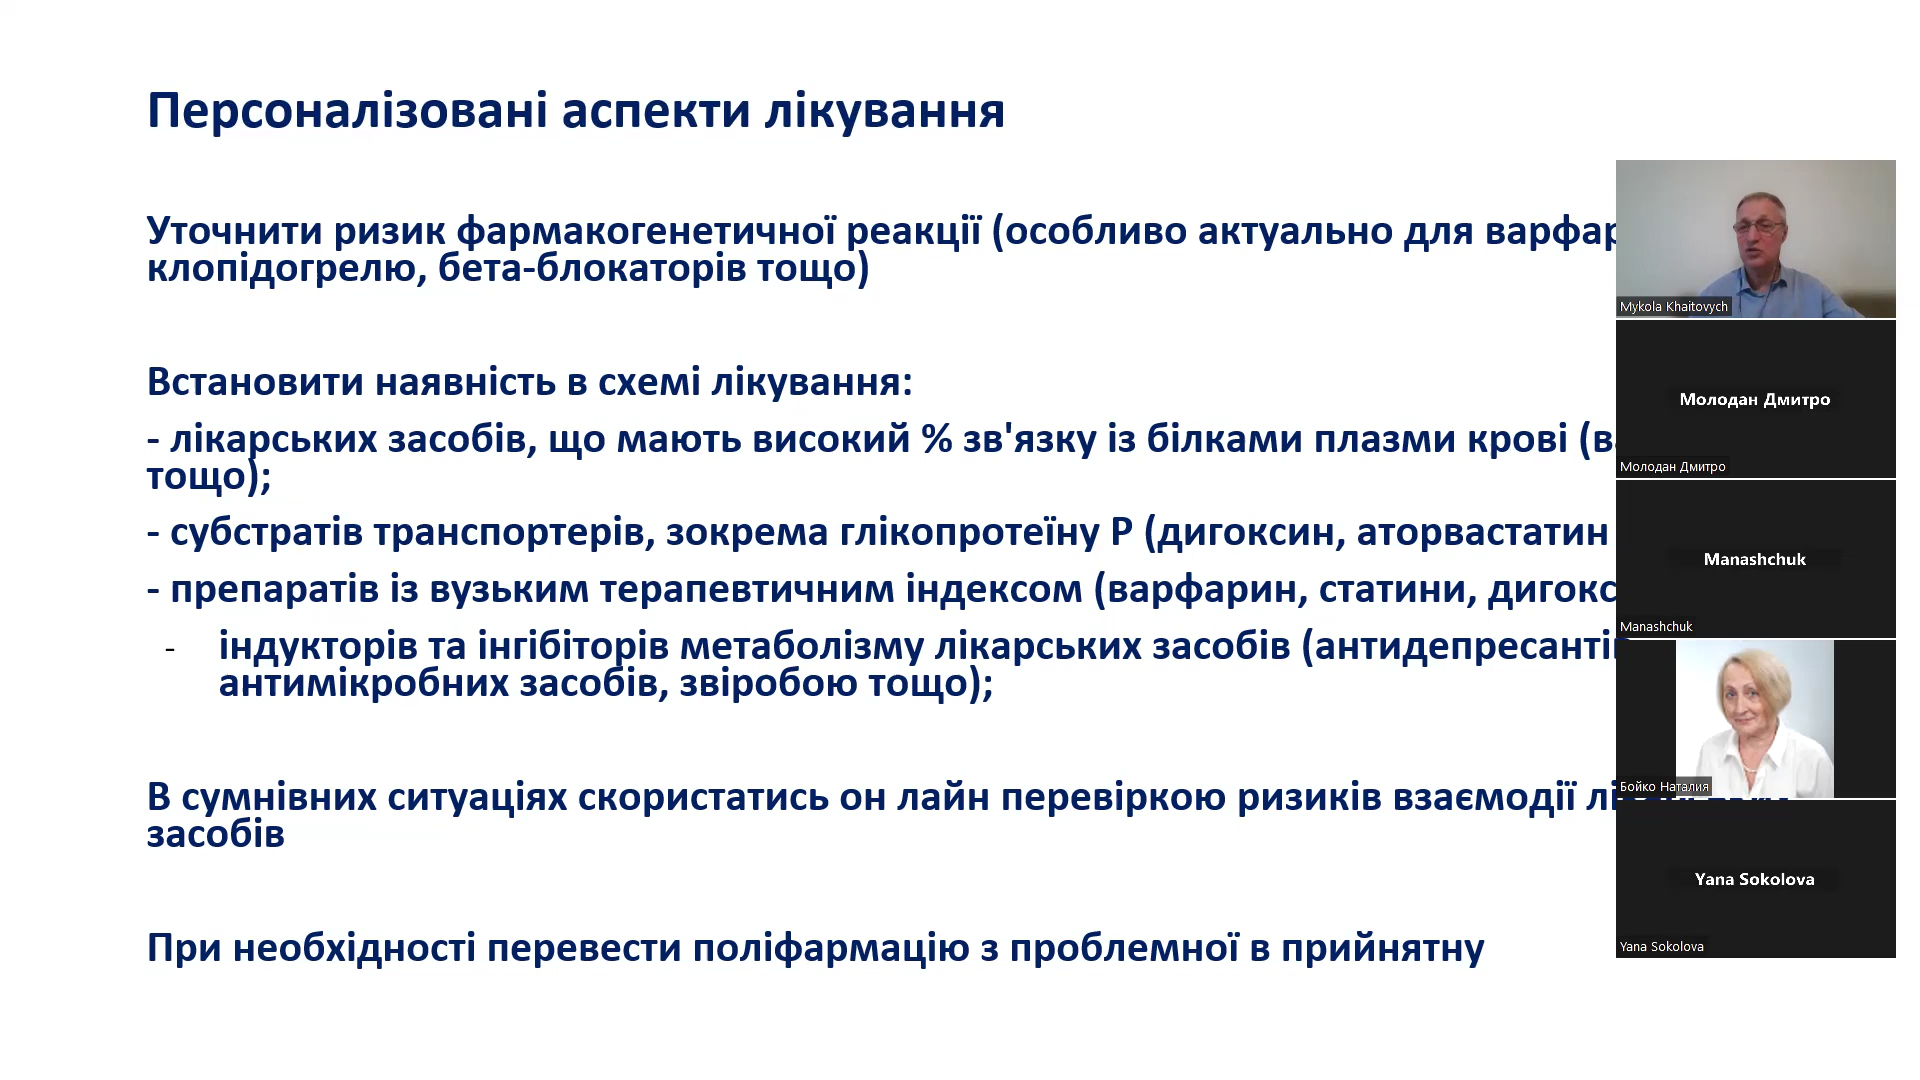 Персоналізовані аспекти лікування
Уточнити ризик фармакогенетичної реакції (особливо актуально для
клопідогрелю, бета-блокаторів тощо)
Встановити наявність в схемі лікування:
- лікарських засобів, що мають високий % зв'язку із білками плазми крові
тощо);
- субстратів транспортерів, зокрема глікопротеїну Р (дигоксин, аторвастатин
- препаратів із вузьким терапевтичним індексом (варфарин, статини,
- індукторів та інгібіторів метаболізму лікарських засобів
антимікробних засобів, звіробою тощо);
В сумнівних ситуаціях скористатись он лайн перевіркою ризиків взаємодії
засобів
При необхідності перевести поліфармацію з проблемної в прийнятну
Mykola Khaitovych
Молодан Дмитро
Молодан Дмитро
Manashchuk
Manashchuk
Бойко Наталия
Yana Sokolova
Yana Sokolova